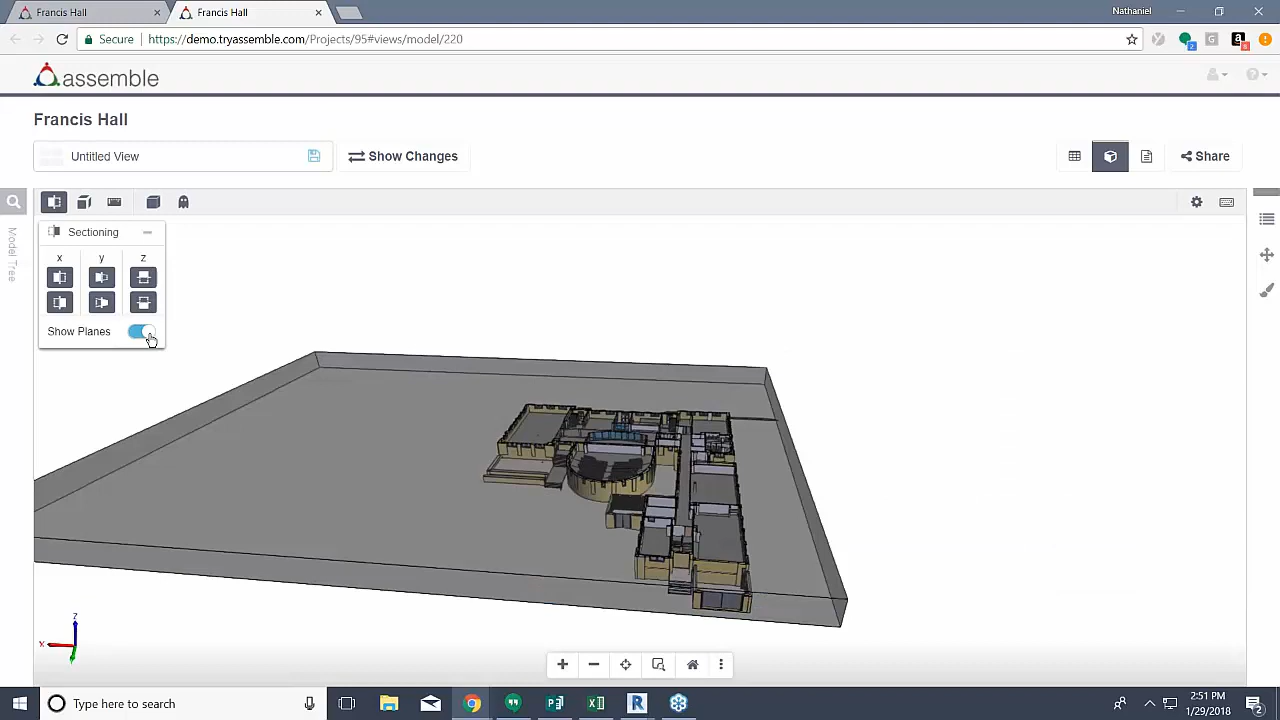 Francis Hall
Francis Hall
Nathaniel
Secure
https://demo.tryassemble.com/Projects/95#views/model/220
assemble
Francis Hall
Untitled View
Show Changes
Share
Model Tree
Sectioning
x y z
Show Planes
z
x
Type here to search
2:51 PM
1/29/2018